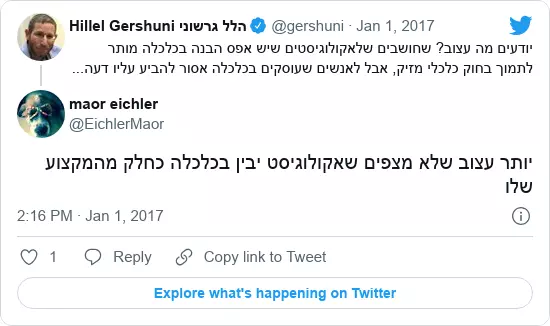 Hillel Gershuni הלל גרשוני @gershuni · Jan 1, 2017
יודעים מה עצוב? שחושבים שלאקולוגיסטים שיש אפס הבנה בכלכלה מותר
לתמוך בחוק כלכלי מזיק, אבל לאנשים שעוסקים בכלכלה אסור להביע עליו דעה...
maor eichler
@EichlerMaor
יותר עצוב שלא מצפים שאקולוגיסט יבין בכלכלה כחלק מהמקצוע
שלו
2:16 PM · Jan 1, 2017
1 Reply Copy link to Tweet
Explore what's happening on Twitter